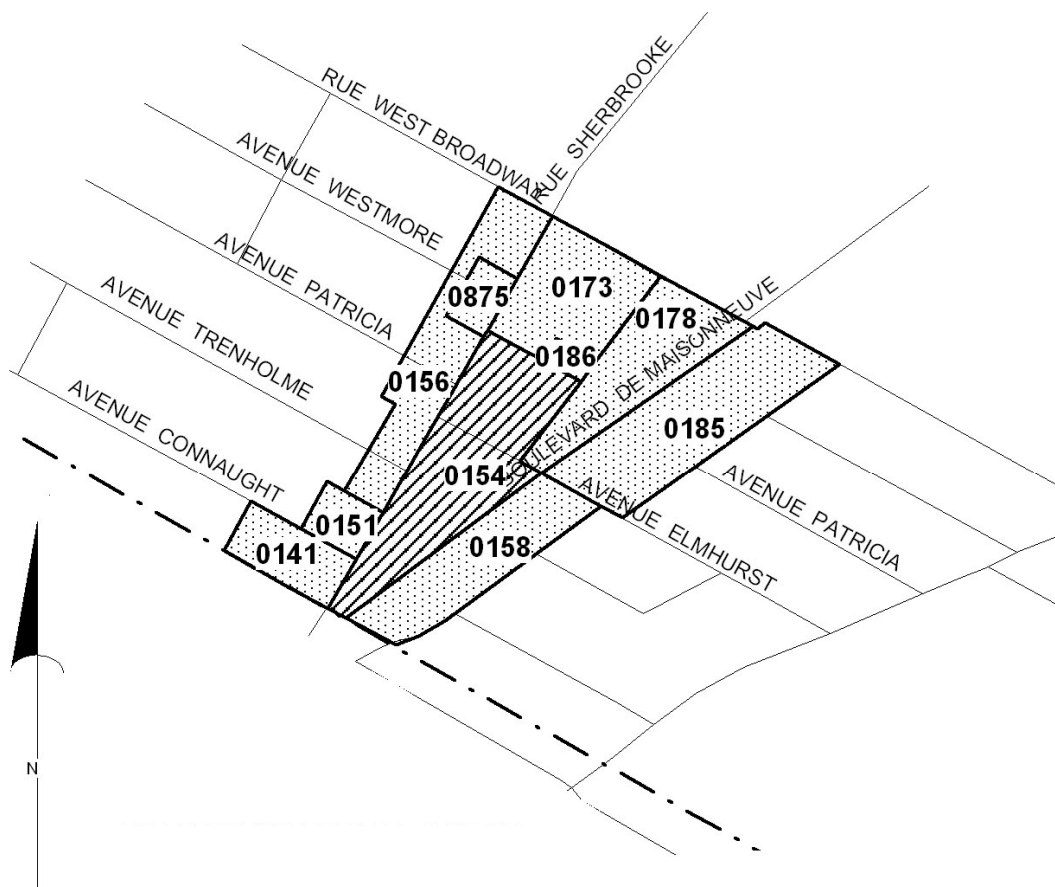 RUE WEST BROADWAY
RUE SHERBROOKE
AVENUE WESTMORE
AVENUE PATRICIA
AVENUE TRENHOLME
AVENUE CONNAUGHT
0875
0173
0178
0186
0156
BOULEVARD DE MAISONNEUVE
0185
0154
AVENUE PATRICIA
AVENUE ELMHURST
0151
0141
0158
N